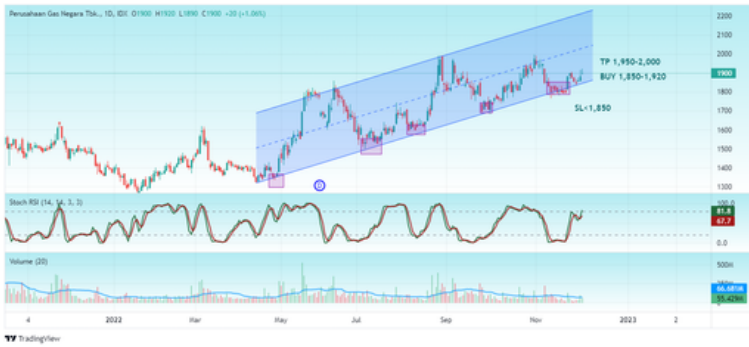 Perusahaan Gas Negara Tbk., 1D, IDX O1900 H1920 L1890 C1900 +20 (+1.06%)
2200
2100
2000
TP 1,950-2,000
1900
BUY 1,850-1,920
1800
SL<1,850
1700
1600
1500
1400
1300
D
Stoch RSI (14, 14, 3, 3)
100.0
81.8
67.7
0.0
Volume (20)
500M
66.685M
55.429M
4 2022 Mar May Jul Sep Nov 2023 2
TradingView